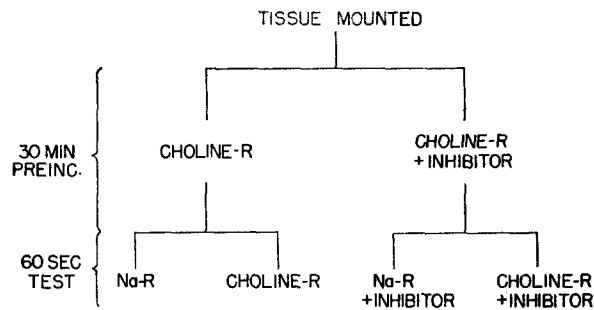 TISSUE MOUNTED
30 MIN
PREINC.
CHOLINE-R
CHOLINE-R
+INHIBITOR
60 SEC
TEST
Na-R
CHOLINE-R
Na-R
+INHIBITOR
CHOLINE-R
+INHIBITOR